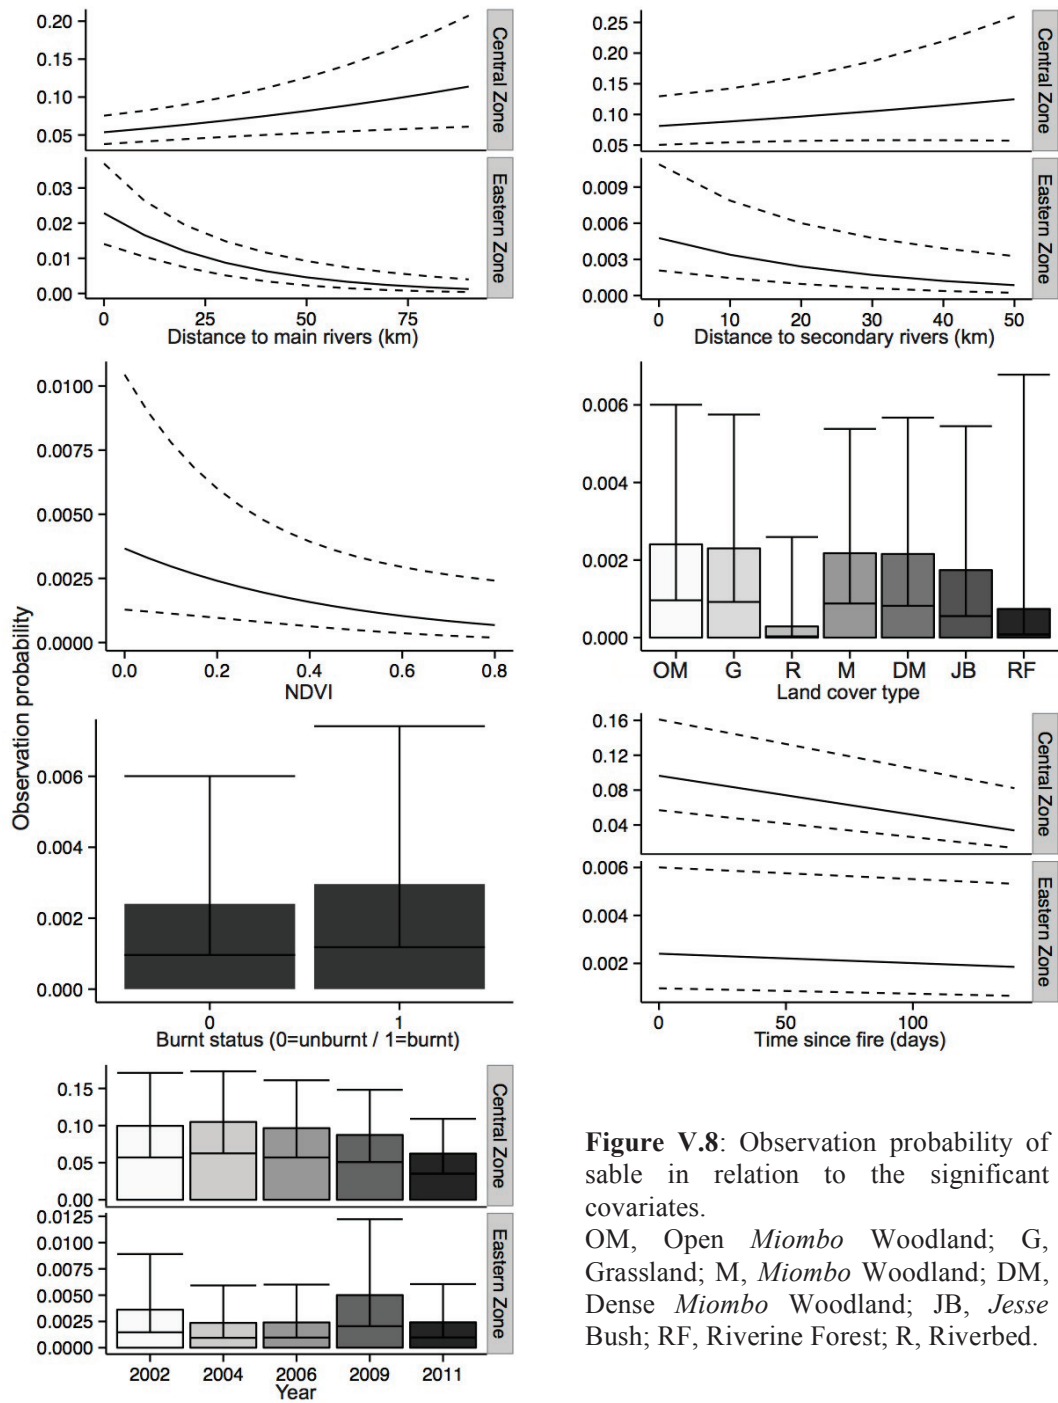 0.20
0.15
0.10
0.05
Central Zone
0.03
0.02
0.01
0.00
Eastern Zone
0 25 50 75
Distance to main rivers (km)
0.25
0.20
0.15
0.10
0.05
Central Zone
0.009
0.006
0.003
0.000
Eastern Zone
0 10 20 30 40 50
Distance to secondary rivers (km)
Observation probability
0.0100
0.0075
0.0050
0.0025
0.0000
0.0 0.2 0.4 0.6 0.8
NDVI
0.006
0.004
0.002
0.000
OM G R M DM JB RF
Land cover type
0.006
0.004
0.002
0.000
0 1
Burnt status (0=unburnt / 1=burnt)
0.16
0.12
0.08
0.04
Central Zone
0.006
0.002
0.002
Eastern Zone
0 50 100
Time since fire (days)
0.15
0.10
0.05
0.00
Central Zone
0.0125
0.0100
0.0075
0.0050
0.0025
0.0000
Eastern Zone
2002 2004 2006 2009 2011
Year
Figure V.8: Observation probability of
sable in relation to the significant
covariates.
OM, Open Miombo Woodland; G,
Grassland; M, Miombo Woodland; DM,
Dense Miombo Woodland; JB, Jesse
Bush; RF, Riverine Forest; R, Riverbed.